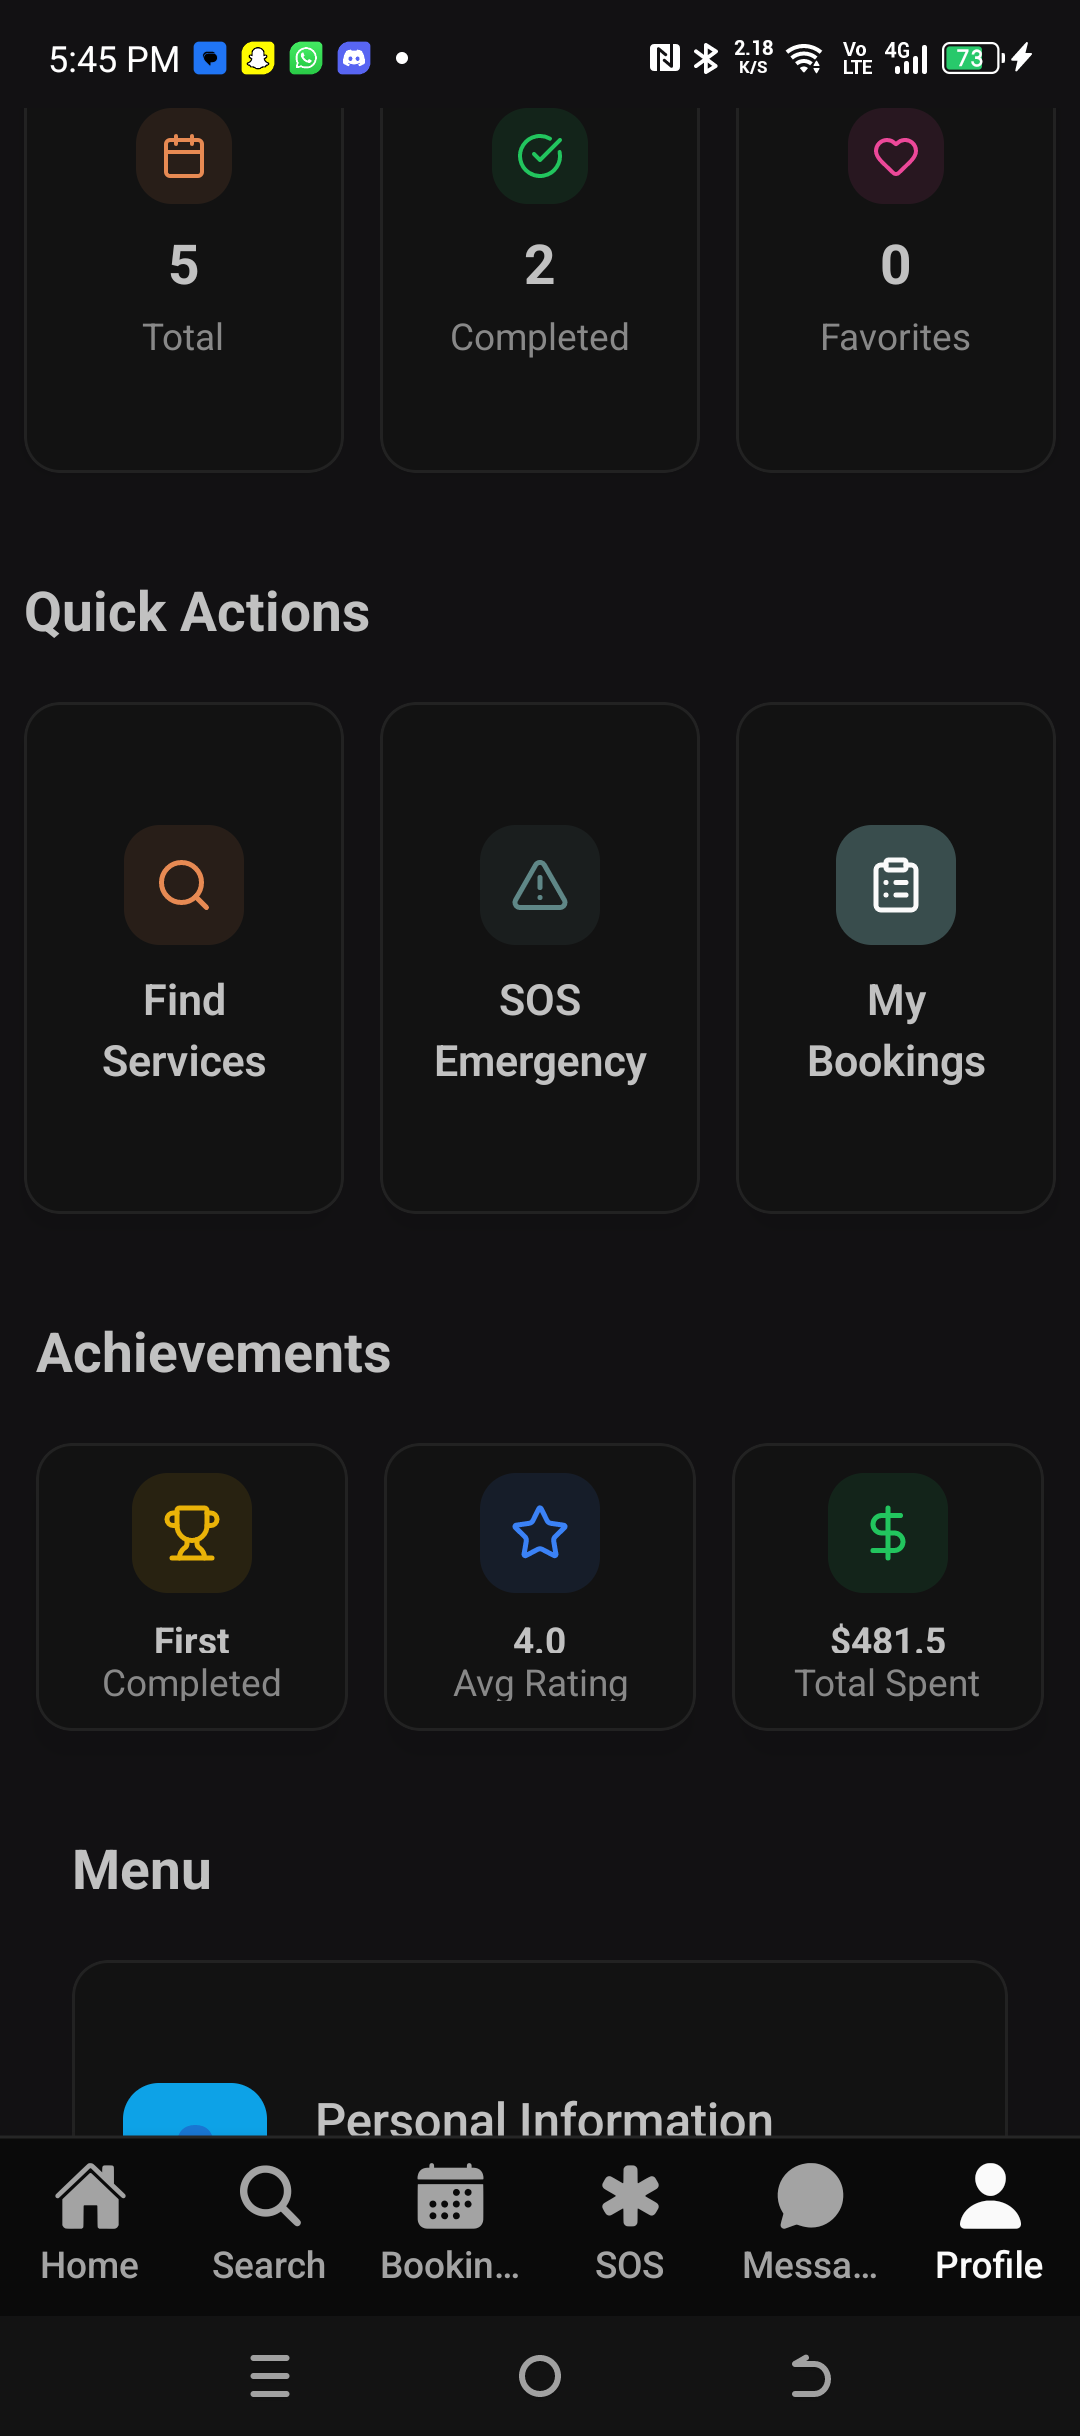 5:45 PM
2.18
K/S
Vo
LTE
4G
73
5
2
0
Total
Completed
Favorites
Quick Actions
Find
Services
SOS
Emergency
My
Bookings
Achievements
First
4.0
$481.5
Completed
Avg Rating
Total Spent
Menu
Personal Information
Home
Search
Bookin...
SOS
Messa...
Profile